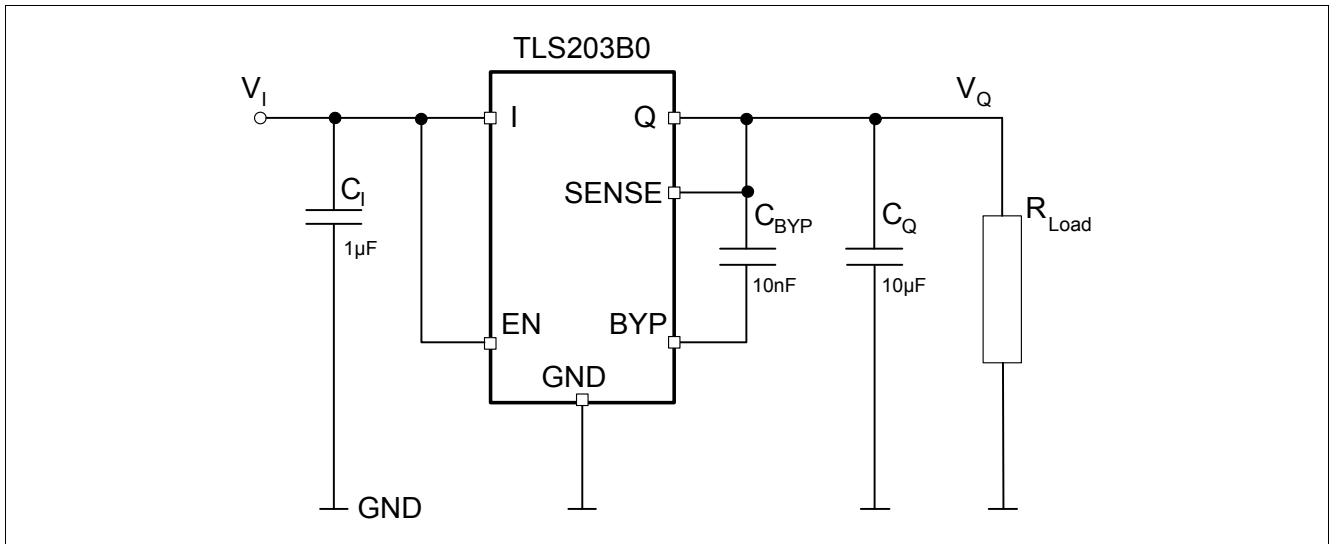 TLS203B0
V_I
V_Q
I
Q
SENSE
C_I
1µF
C_BYP
10nF
C_Q
10µF
R_Load
EN
BYP
GND
GND